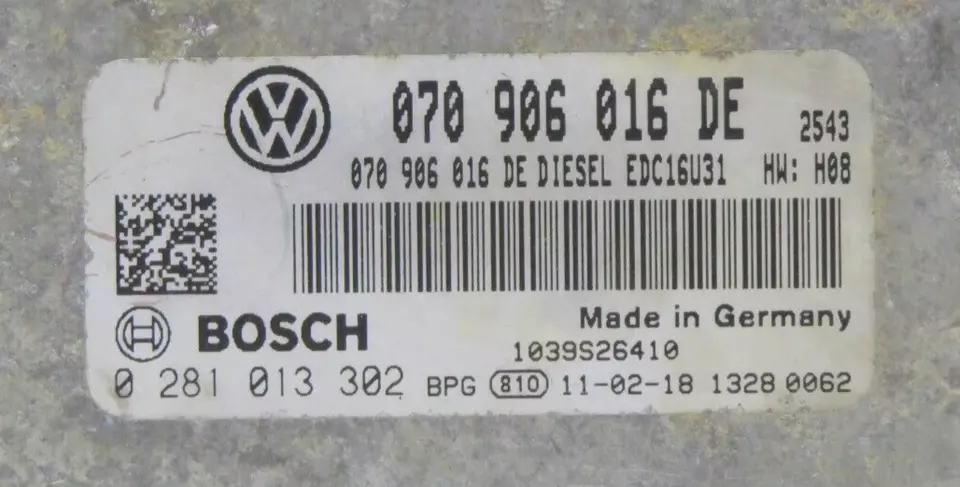 070 906 016 DE 2543
070 906 016 DE DIESEL EDC16U31 HW: H08
Made in Germany
BOSCH
1039S26410
0 281 013 302 BPG 810 11-02-18 1328 0062